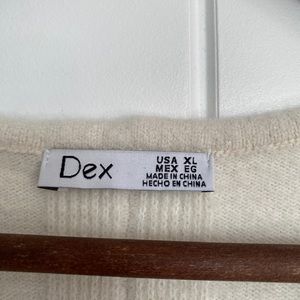 Dex
USA XL
MEX EG
MADE IN CHINA
HECHO EN CHINA